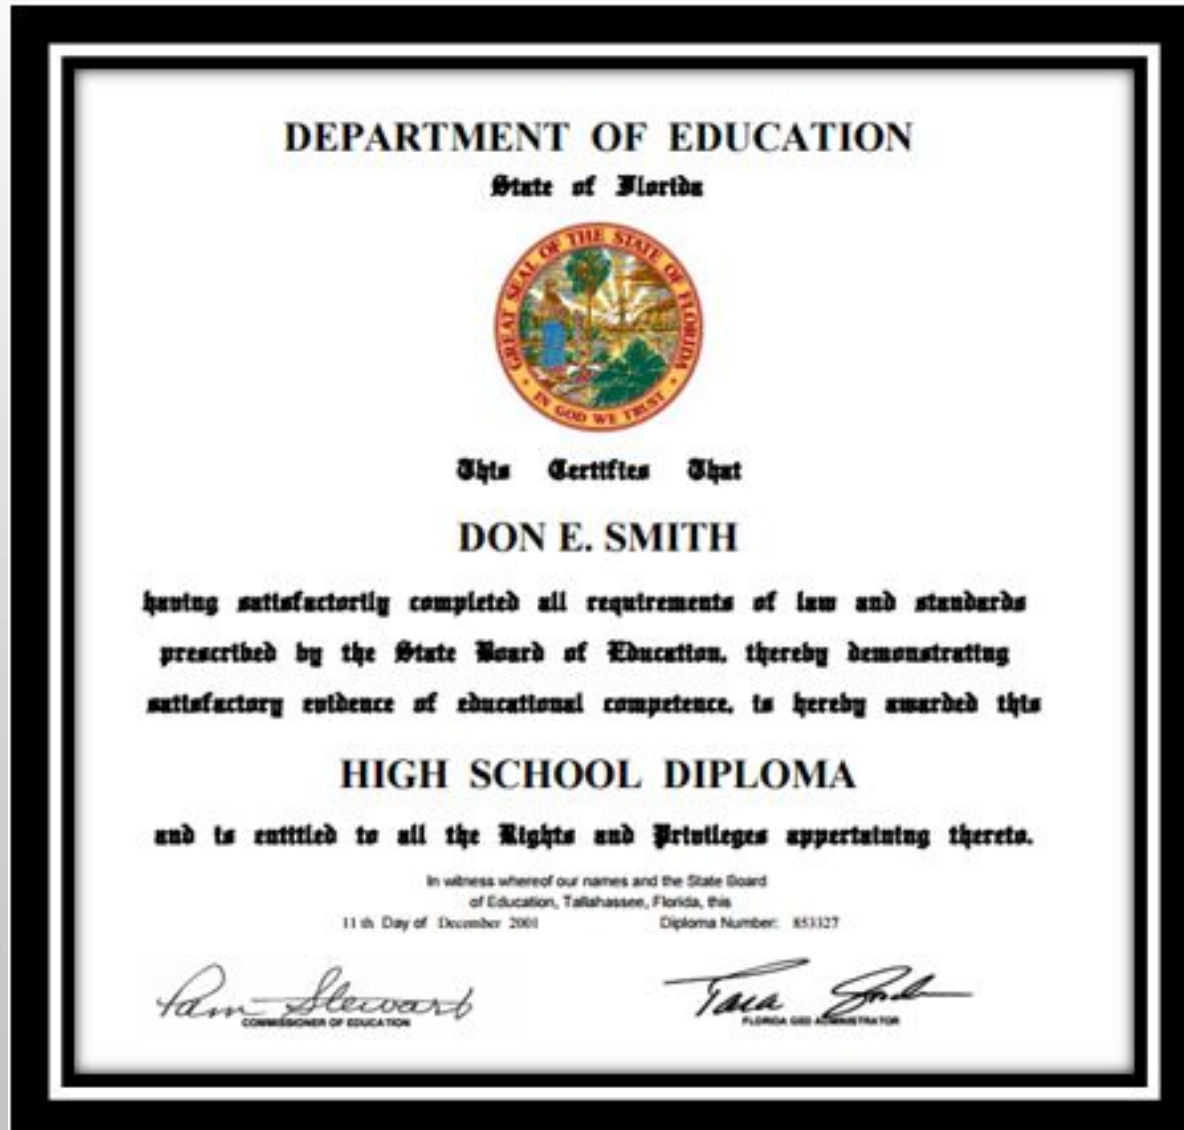 DEPARTMENT OF EDUCATION
State of Florida
GREAT SEAL OF THE STATE OF FLORIDA
IN GOD WE TRUST
This Certifies That
DON E. SMITH
having satisfactorily completed all requirements of law and standards
prescribed by the State Board of Education, thereby demonstrating
satisfactory evidence of educational competence, is hereby awarded this
HIGH SCHOOL DIPLOMA
and is entitled to all the Rights and Privileges appertaining thereto.
In witness whereof our names and the State Board
of Education, Tallahassee, Florida, this
11 th Day of December 2001 Diploma Number: 853327
Pam Stewart Tara
COMMISSIONER OF EDUCATION FLORIDA GED ADMINISTRATOR